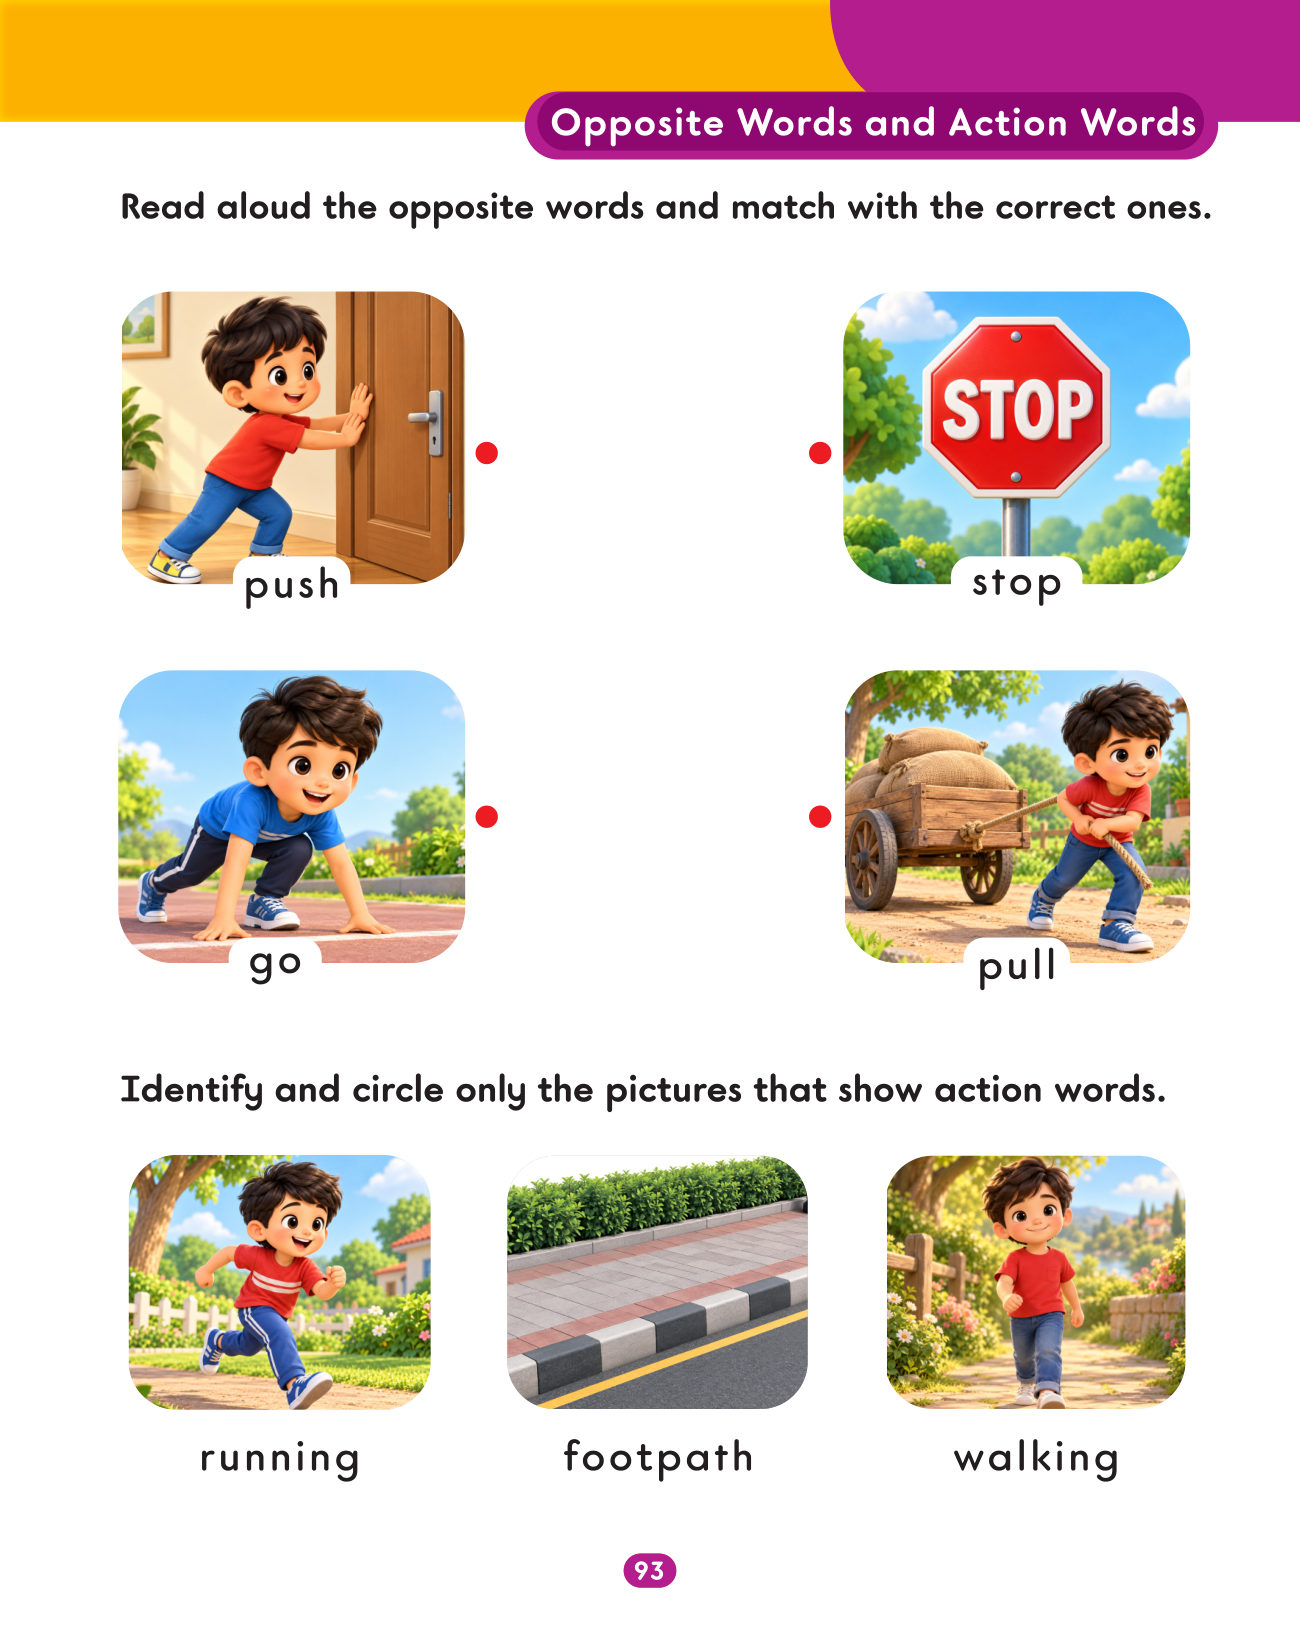 Opposite Words and Action Words
Read aloud the opposite words and match with the correct ones.
STOP
push
stop
go
pull
Identify and circle only the pictures that show action words.
running
footpath
walking
93